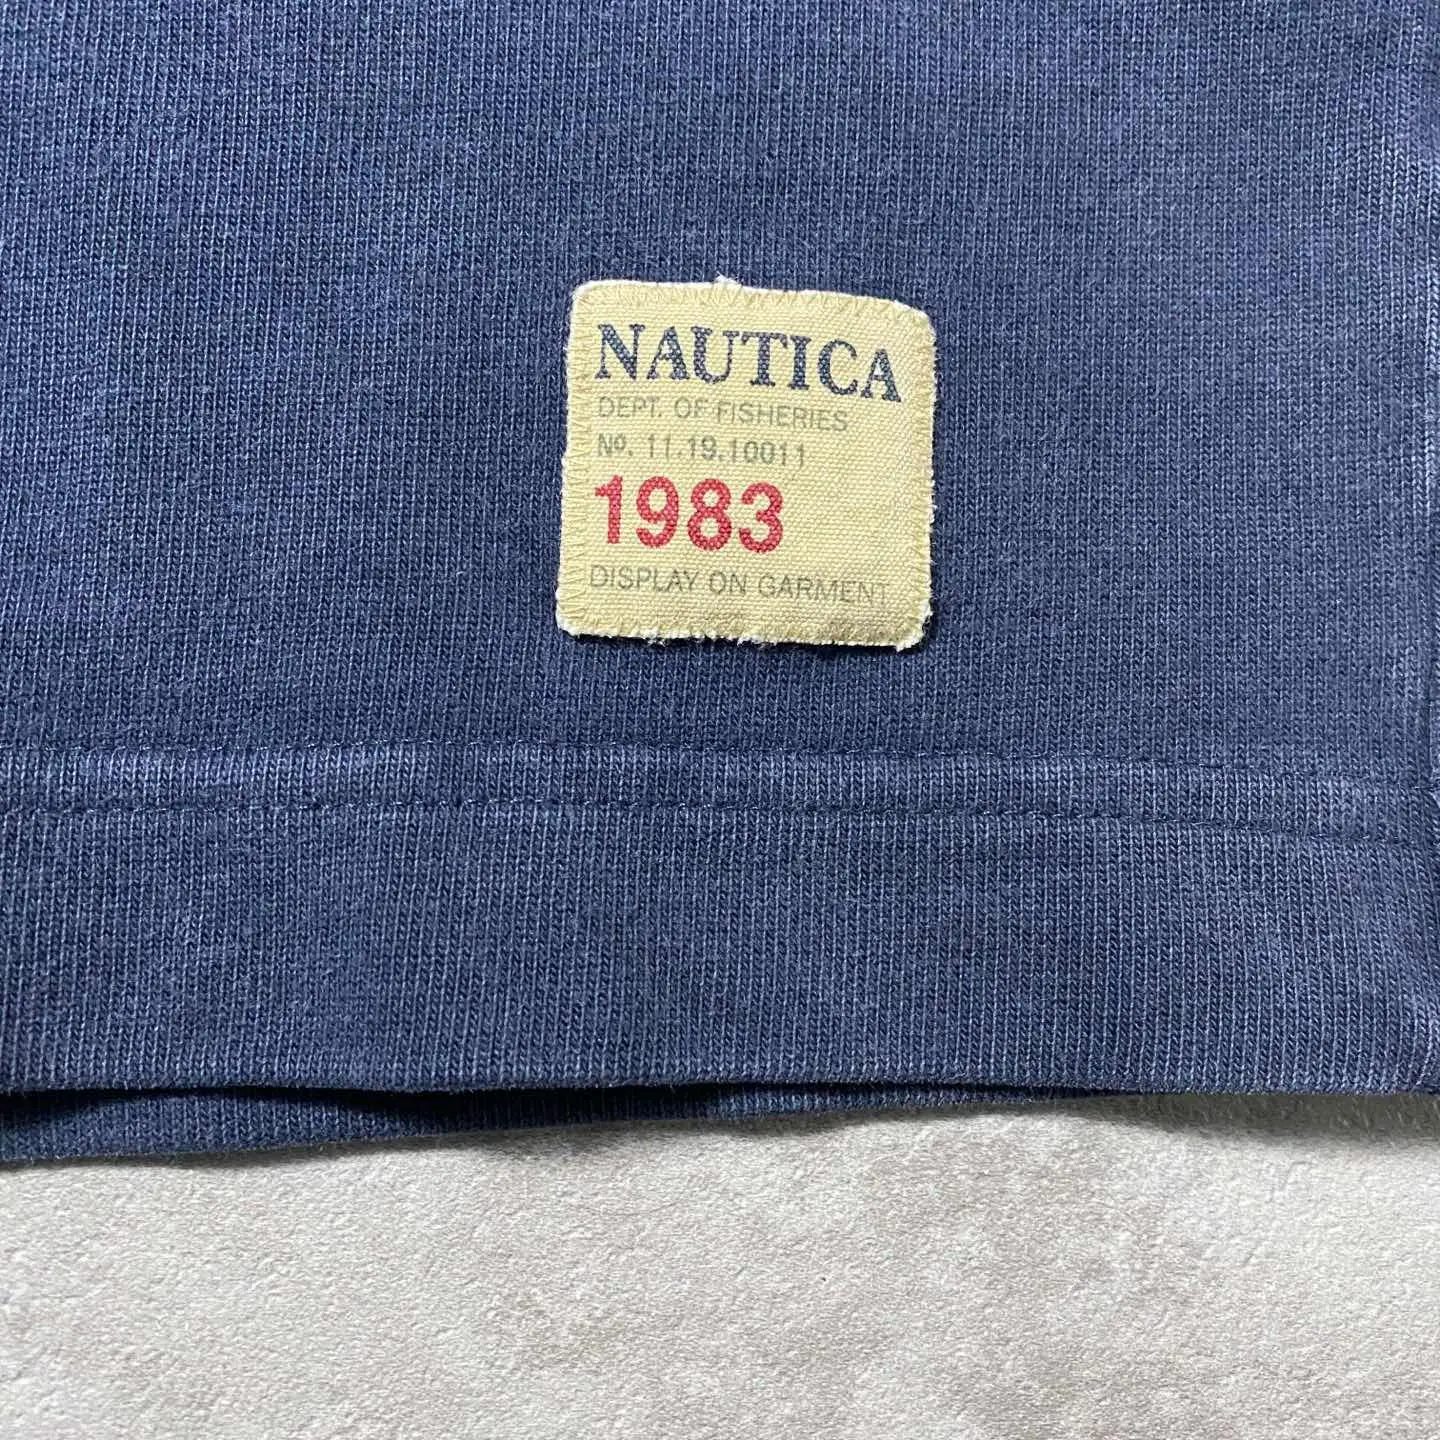 NAUTICA
DEPT. OF FISHERIES
Nº. 11.19.10011
1983
DISPLAY ON GARMENT